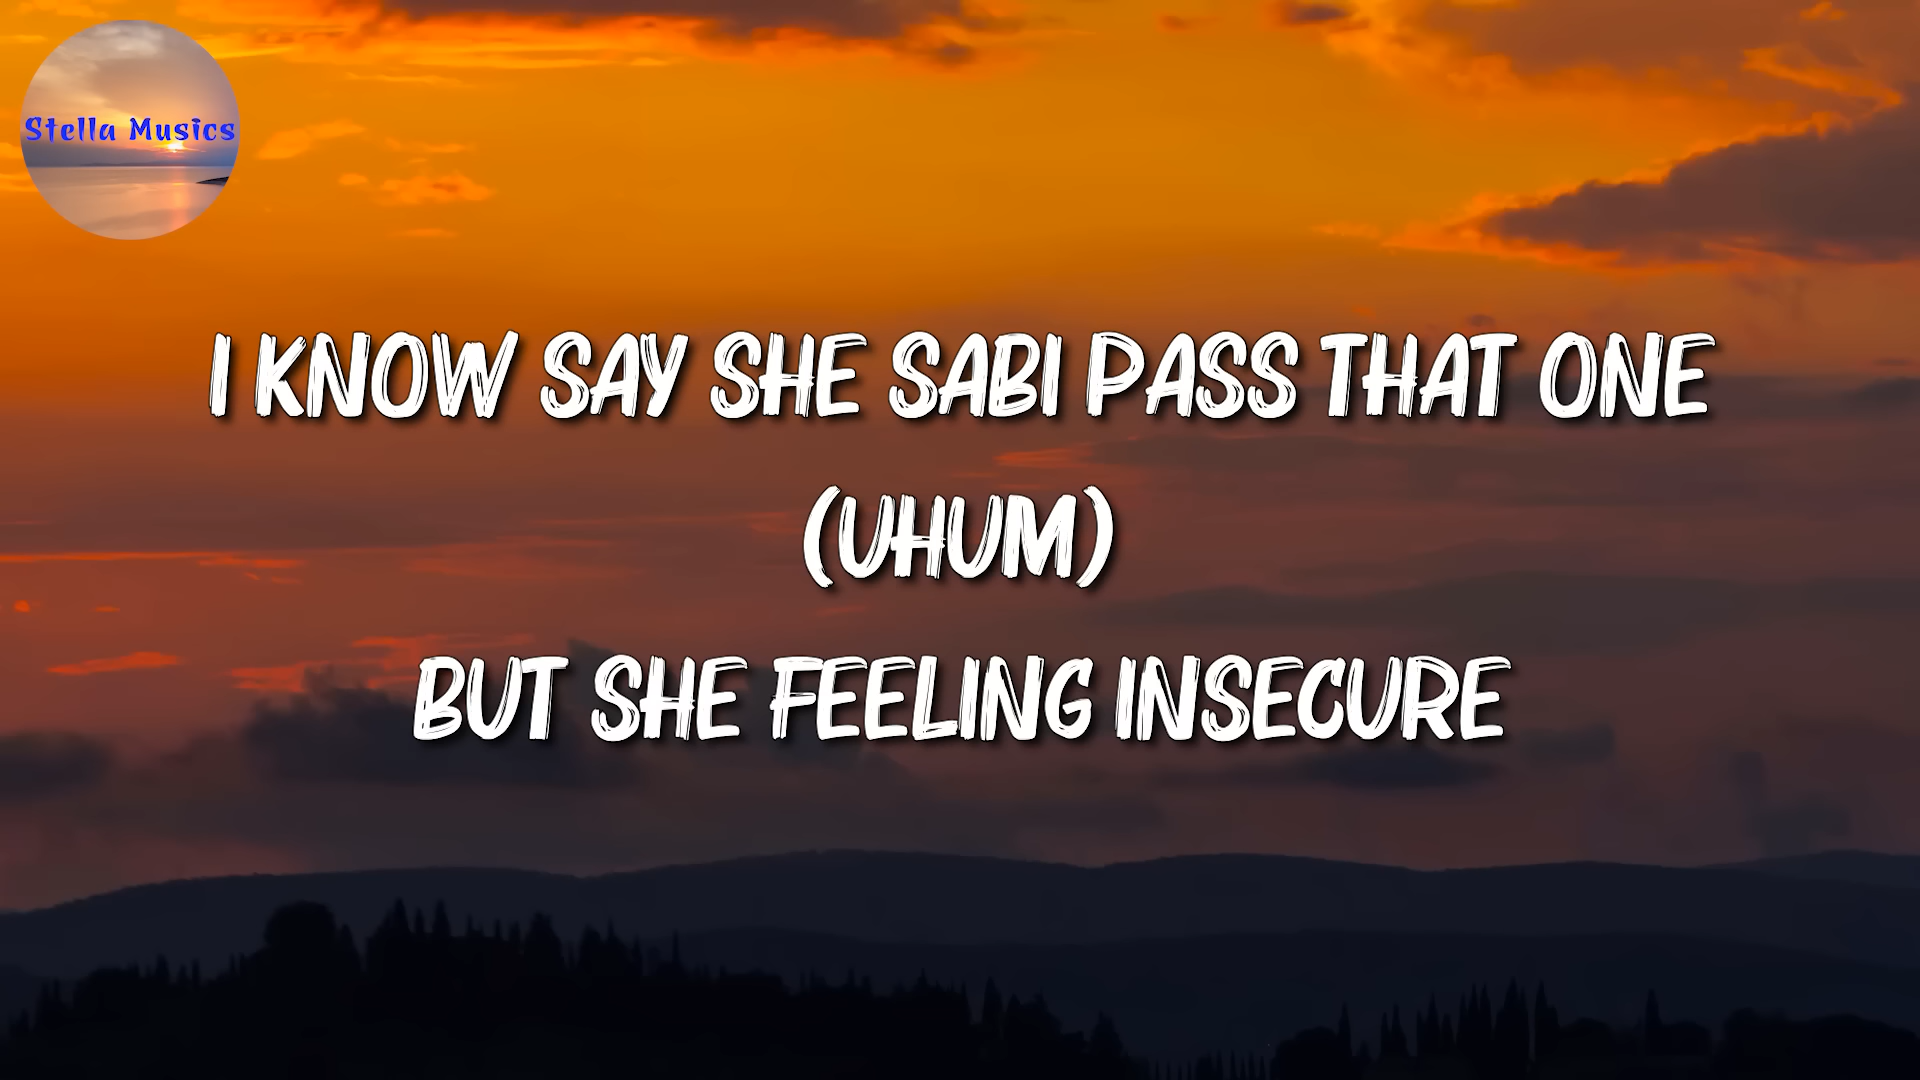 Stella Musics
I KNOW SAY SHE SABI PASS THAT ONE
(UHUM)
BUT SHE FEELING INSECURE